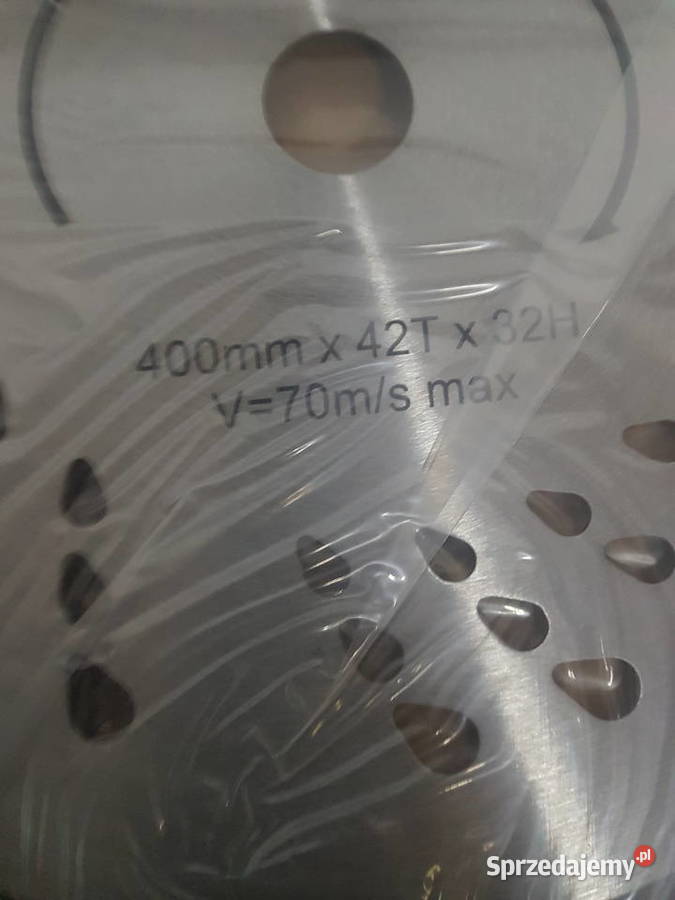 400mm x 42T x 32H
V=70m/s max
Sprzedajemy.pl